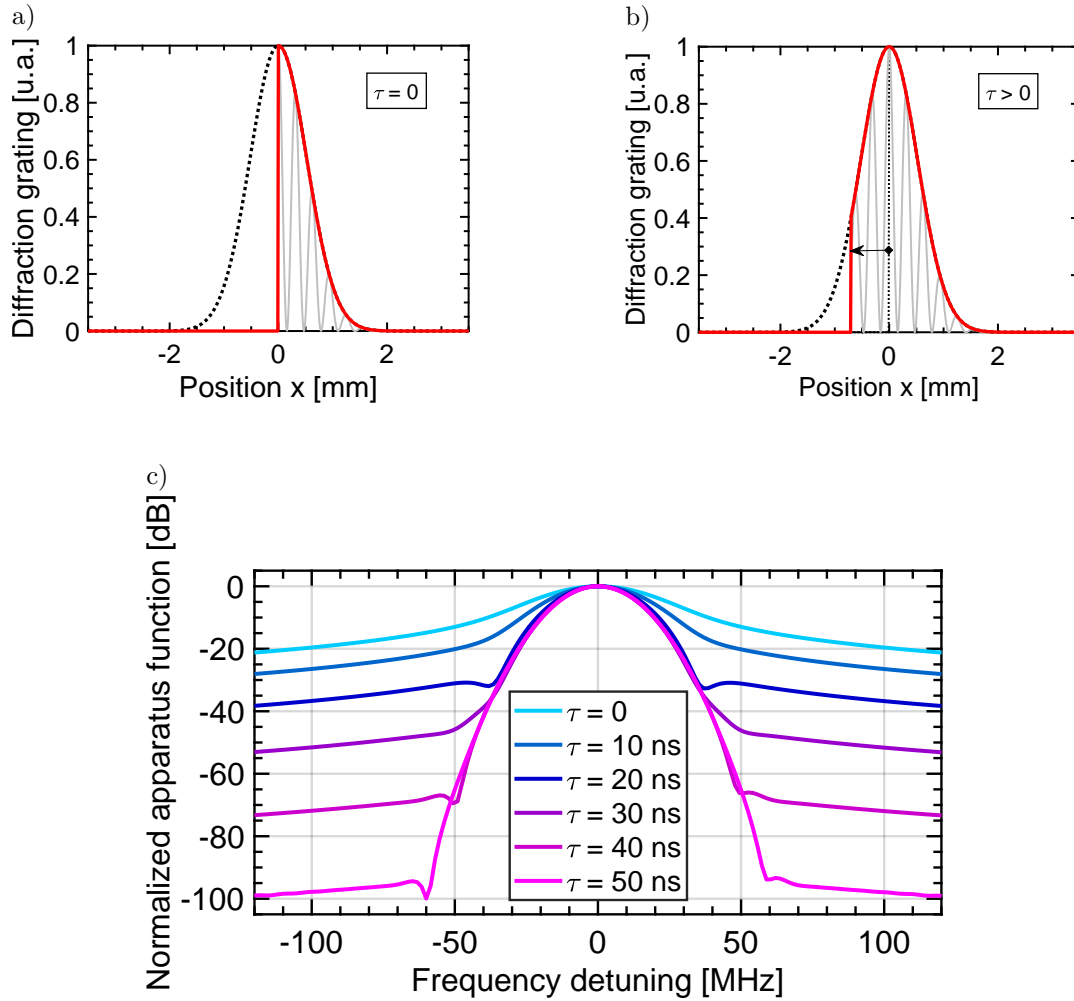 a)
Diffraction grating [u.a.]
1
0.8
0.6
0.4
0.2
0
τ = 0
-2
0
2
Position x [mm]
b)
Diffraction grating [u.a.]
1
0.8
0.6
0.4
0.2
0
τ > 0
-2
0
2
Position x [mm]
c)
Normalized apparatus function [dB]
0
-20
-40
-60
-80
-100
τ = 0
τ = 10 ns
τ = 20 ns
τ = 30 ns
τ = 40 ns
τ = 50 ns
-100
-50
0
50
100
Frequency detuning [MHz]